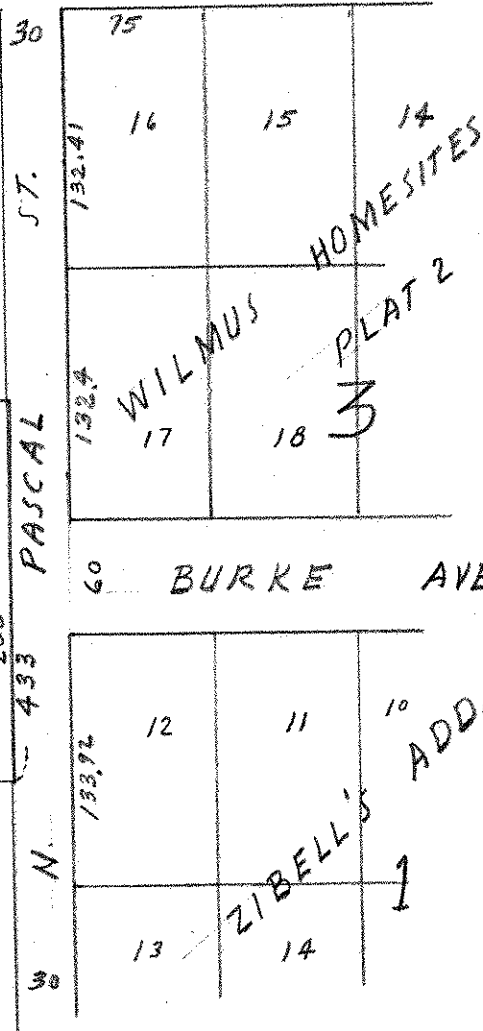 30
75
16
15
14
132.41
ST.
HOMESITES
WILMUS
PLAT 2
132.4
17
18
3
PASCAL
60
BURKE AVE
433
12
11
10
133.92
ADD.
ZIBELL'S
1
N.
13
14
30